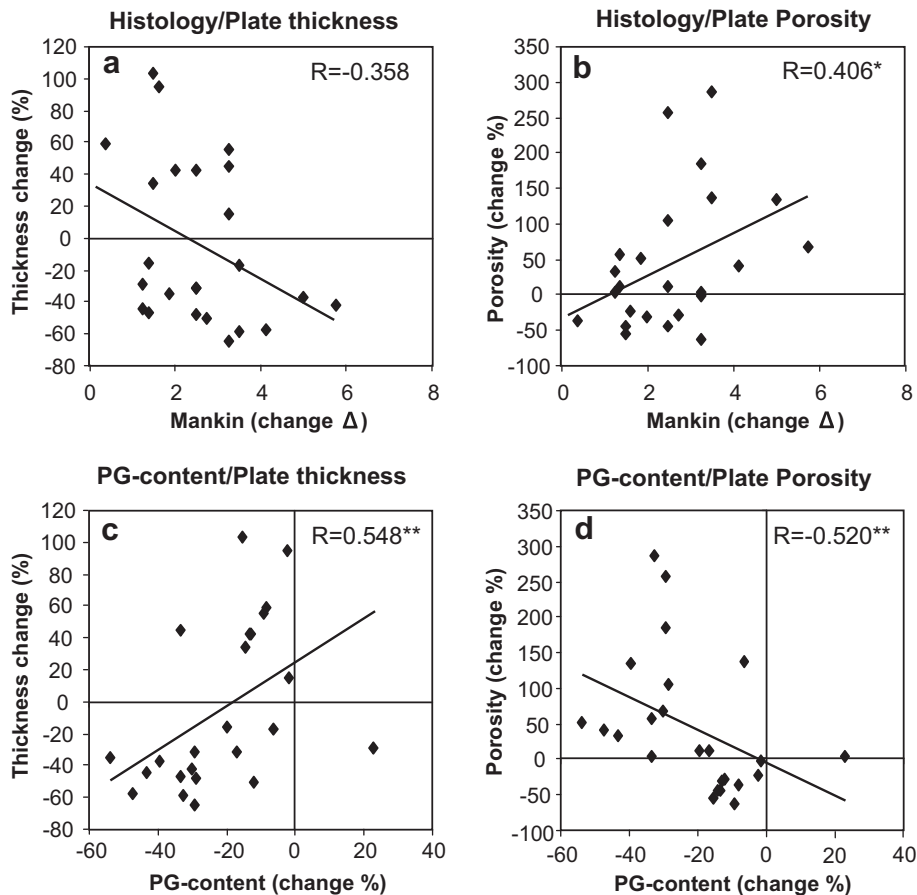 Histology/Plate thickness
a
R=-0.358
Thickness change (%)
120
100
80
60
40
20
0
-20
-40
-60
-80
0 2 4 6 8
Mankin (change Δ)
Histology/Plate Porosity
b
R=0.406*
Porosity (change %)
350
300
250
200
150
100
50
0
-50
-100
0 2 4 6 8
Mankin (change Δ)
PG-content/Plate thickness
c
R=0.548**
Thickness change (%)
120
100
80
60
40
20
0
-20
-40
-60
-80
-60 -40 -20 0 20 40
PG-content (change %)
PG-content/Plate Porosity
d
R=-0.520**
Porosity (change %)
350
300
250
200
150
100
50
0
-50
-100
-60 -40 -20 0 20 40
PG-content (change %)